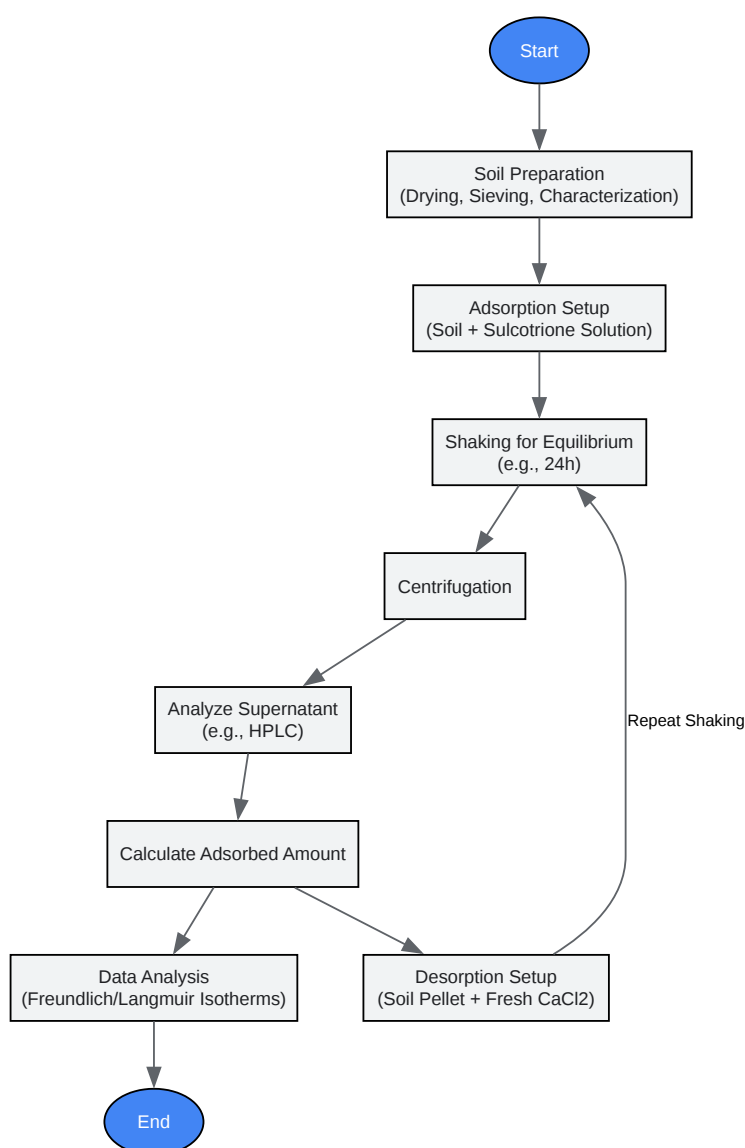 Start
Soil Preparation
(Drying, Sieving, Characterization)
Adsorption Setup
(Soil + Sulcotrione Solution)
Shaking for Equilibrium
(e.g., 24h)
Centrifugation
Analyze Supernatant
(e.g., HPLC)
Repeat Shaking
Calculate Adsorbed Amount
Data Analysis
(Freundlich/Langmuir Isotherms)
Desorption Setup
(Soil Pellet + Fresh CaCl2)
End